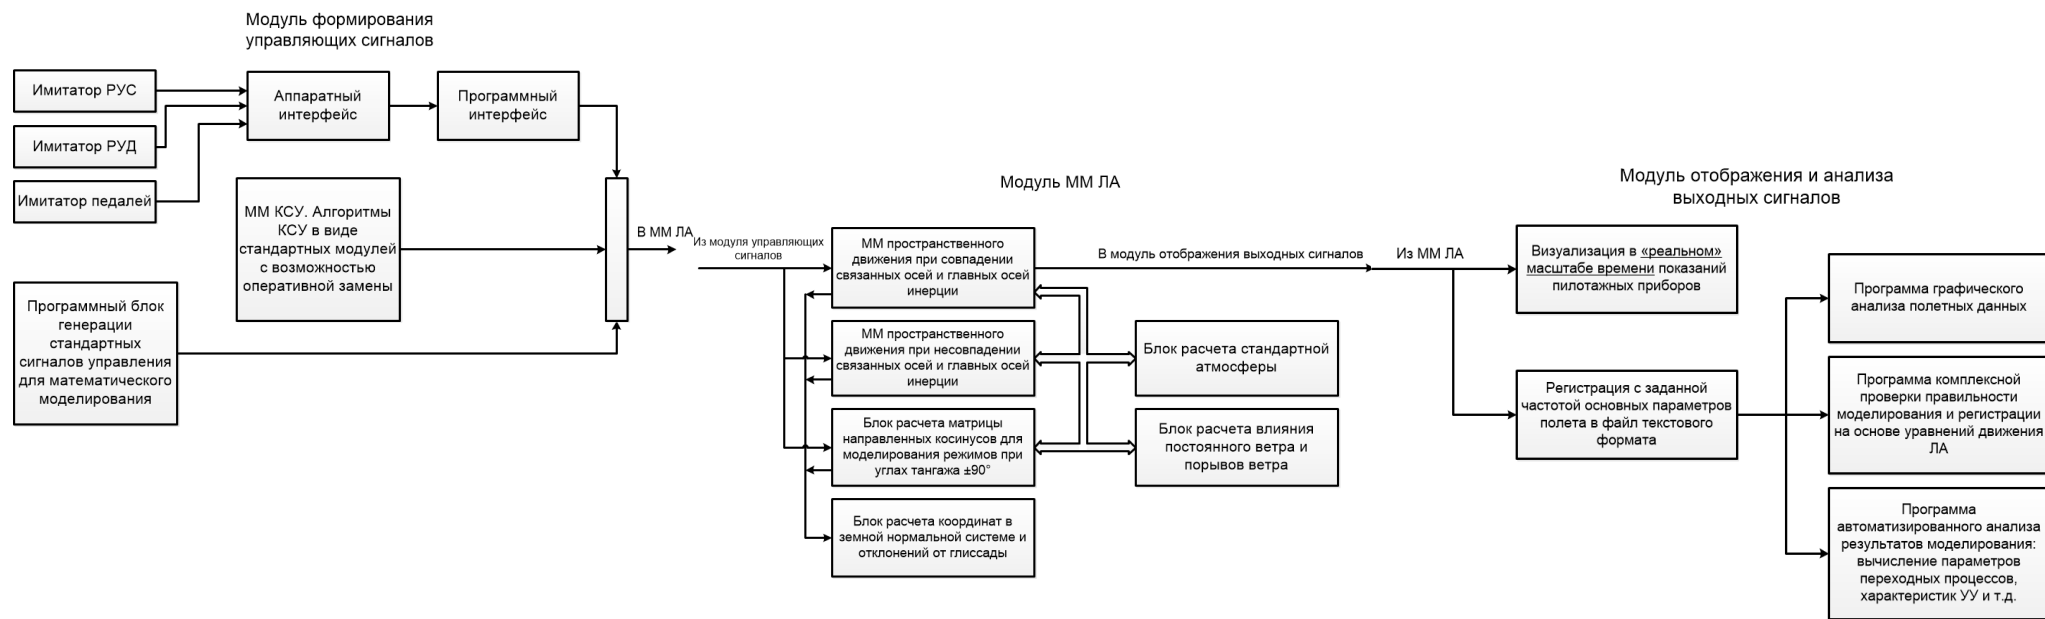 Модуль формирования
управляющих сигналов
Имитатор РУС
Имитатор РУД
Имитатор педалей
Аппаратный
интерфейс
Программный
интерфейс
ММ КСУ. Алгоритмы
КСУ в виде
стандартных модулей
с возможностью
оперативной замены
Программный блок
генерации
стандартных
сигналов управления
для математического
моделирования
В ММ ЛА
Модуль ММ ЛА
Из модуля управляющих
сигналов
ММ пространственного
движения при совпадении
связанных осей и главных осей
инерции
ММ пространственного
движения при несовпадении
связанных осей и главных осей
инерции
Блок расчета матрицы
направленных косинусов для
моделирования режимов при
углах тангажа ±90°
Блок расчета координат в
земной нормальной системе и
отклонений от глиссады
В модуль отображения выходных сигналов
Блок расчета стандартной
атмосферы
Блок расчета влияния
постоянного ветра и
порывов ветра
Модуль отображения и анализа
выходных сигналов
Из ММ ЛА
Визуализация в «реальном»
масштабе времени показаний
пилотажных приборов
Регистрация с заданной
частотой основных параметров
полета в файл текстового
формата
Программа графического
анализа полетных данных
Программа комплексной
проверки правильности
моделирования и регистрации
на основе уравнений движения
ЛА
Программа
автоматизированного анализа
результатов моделирования:
вычисление параметров
переходных процессов,
характеристик УУ и т.д.